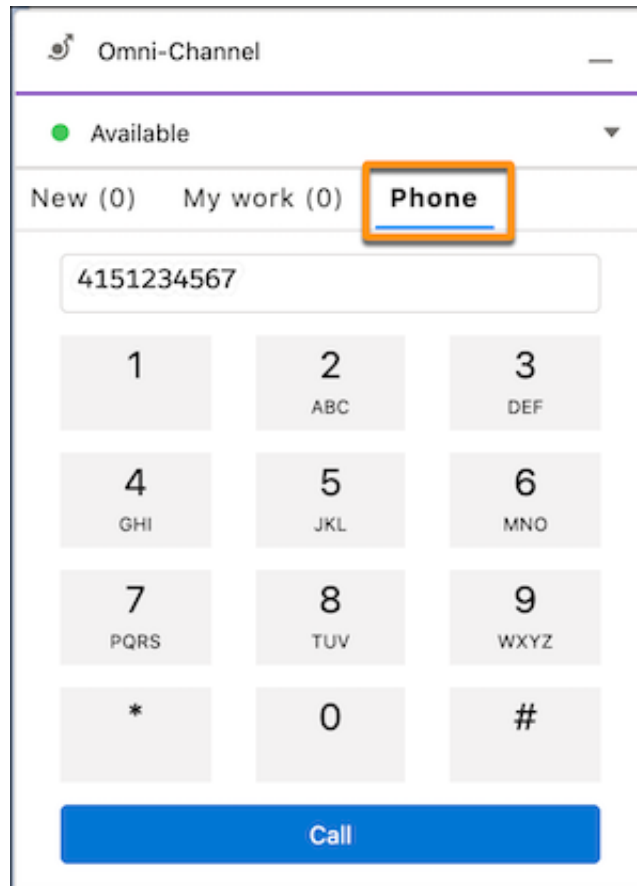 Omni-Channel
Available
New (0) My work (0) Phone
4151234567
1 2 3
ABC DEF
4 5 6
GHI JKL MNO
7 8 9
PQRS TUV WXYZ
* 0 #
Call